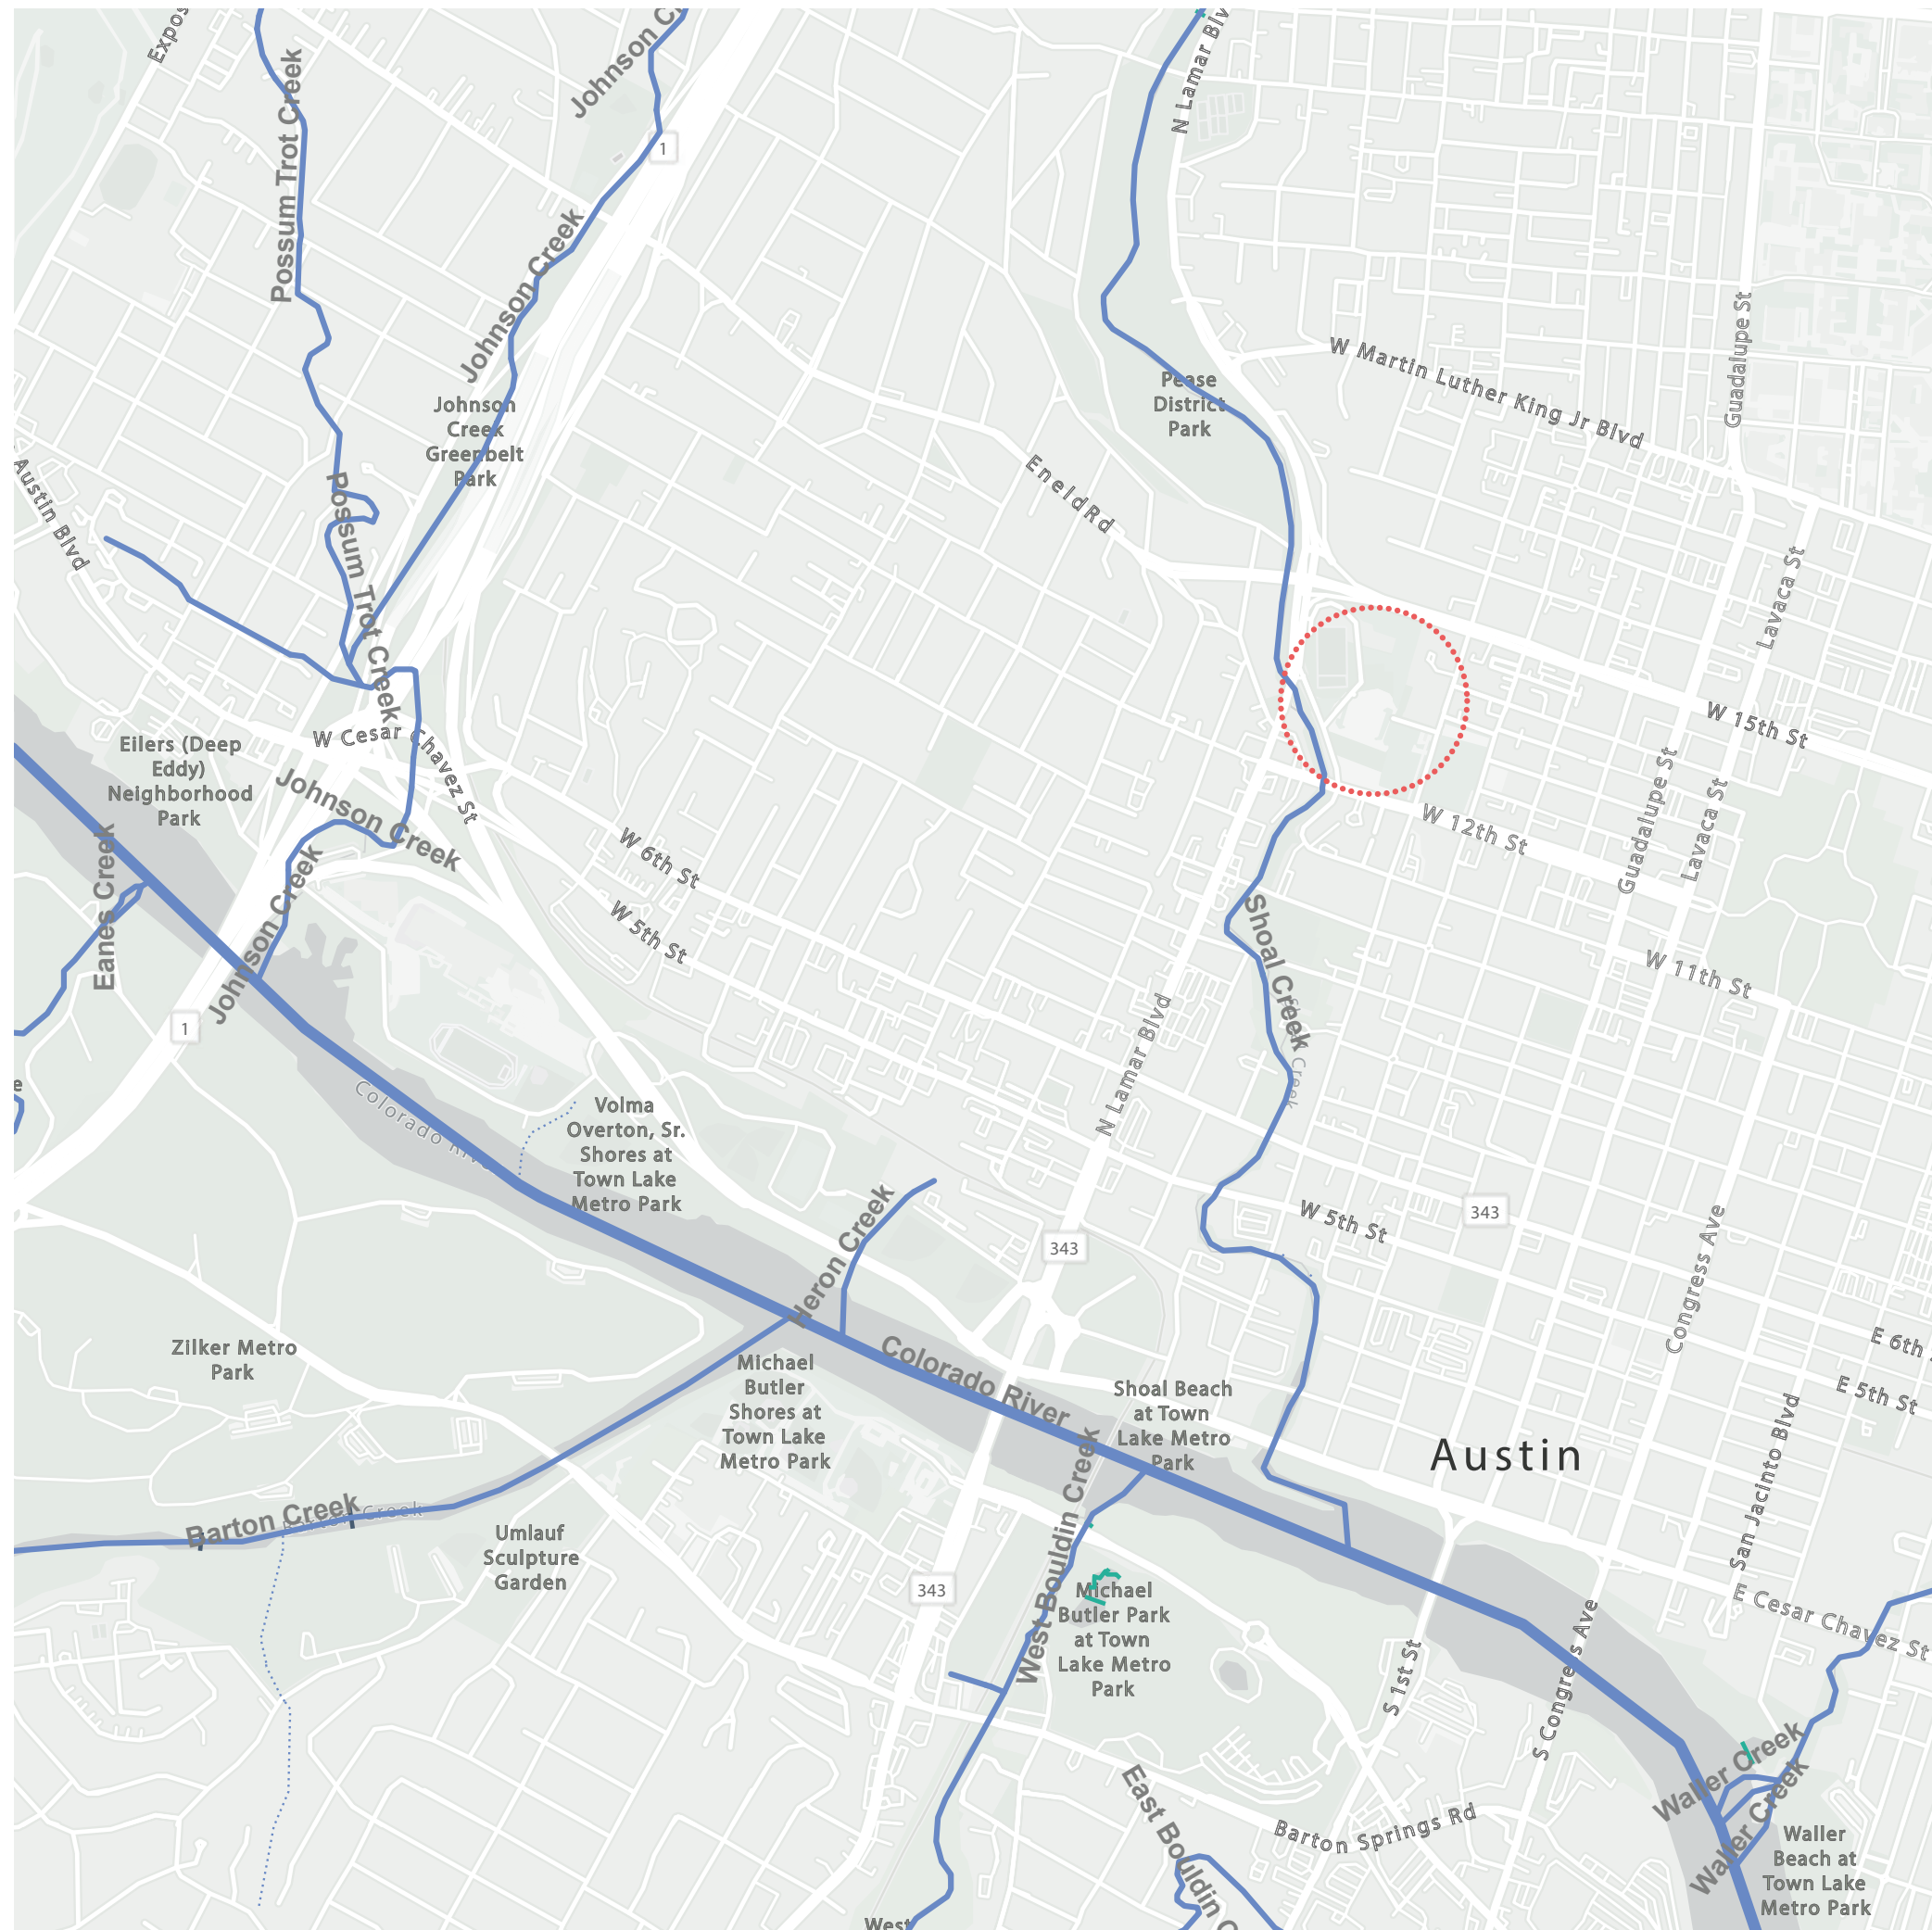 Expos
Johnson C
N Lamar Blv
Possum Trot Creek
1
Johnson Creek
Guadalupe St
W Martin Luther King Jr Blvd
Pease
District
Park
Johnson
Creek
Greenbelt
Park
Austin Blvd
EneldRd
Possum Trot Creek
Lavaca St
W 15th St
W Cesar Chavez St
Eilers (Deep
Eddy)
Neighborhood
Park
Johnson Creek
Guadalupe St
Lavaca St
W 12th St
W 6th St
Eanes Creek
Johnson Creek
W 5th St
Shoal Creek
W 11th St
1
N Lamar Blvd
Creek
e
Colorado Rive
Volma
Overton, Sr.
Shores at
Town Lake
Metro Park
Heron Creek
W 5th St
343
343
Congress Ave
E 6th
Zilker Metro
Park
Colorado River
Michael
Butler
Shores at
Town Lake
Metro Park
Shoal Beach
at Town
Lake Metro
Park
E 5th St
Austin
San Jacinto Blvd
Barton Creek
Barton Creek
West Bouldin Creek
Umlauf
Sculpture
Garden
343
Michael
Butler Park
at Town
Lake Metro
Park
E Cesar Chavez St
S 1st St
S Congress Ave
Waller Creek
Waller Creek
East Bouldin C
Barton Springs Rd
Waller
Beach at
Town Lake
Metro Park
West